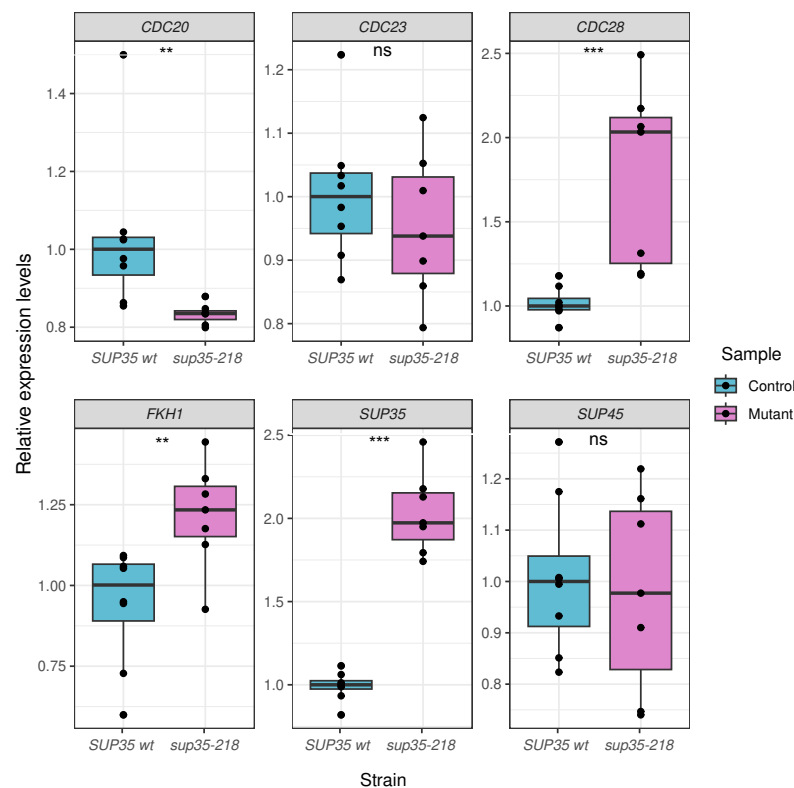 CDC20
CDC23
CDC28
**
ns
***
1.4
1.2
1.0
0.8
1.2
1.1
1.0
0.9
0.8
2.5
2.0
1.5
1.0
SUP35 wt
sup35-218
SUP35 wt
sup35-218
SUP35 wt
sup35-218
Relative expression levels
Sample
Control
Mutant
FKH1
SUP35
SUP45
**
***
ns
1.25
1.00
0.75
2.5
2.0
1.5
1.0
1.2
1.1
1.0
0.9
0.8
SUP35 wt
sup35-218
SUP35 wt
sup35-218
SUP35 wt
sup35-218
Strain